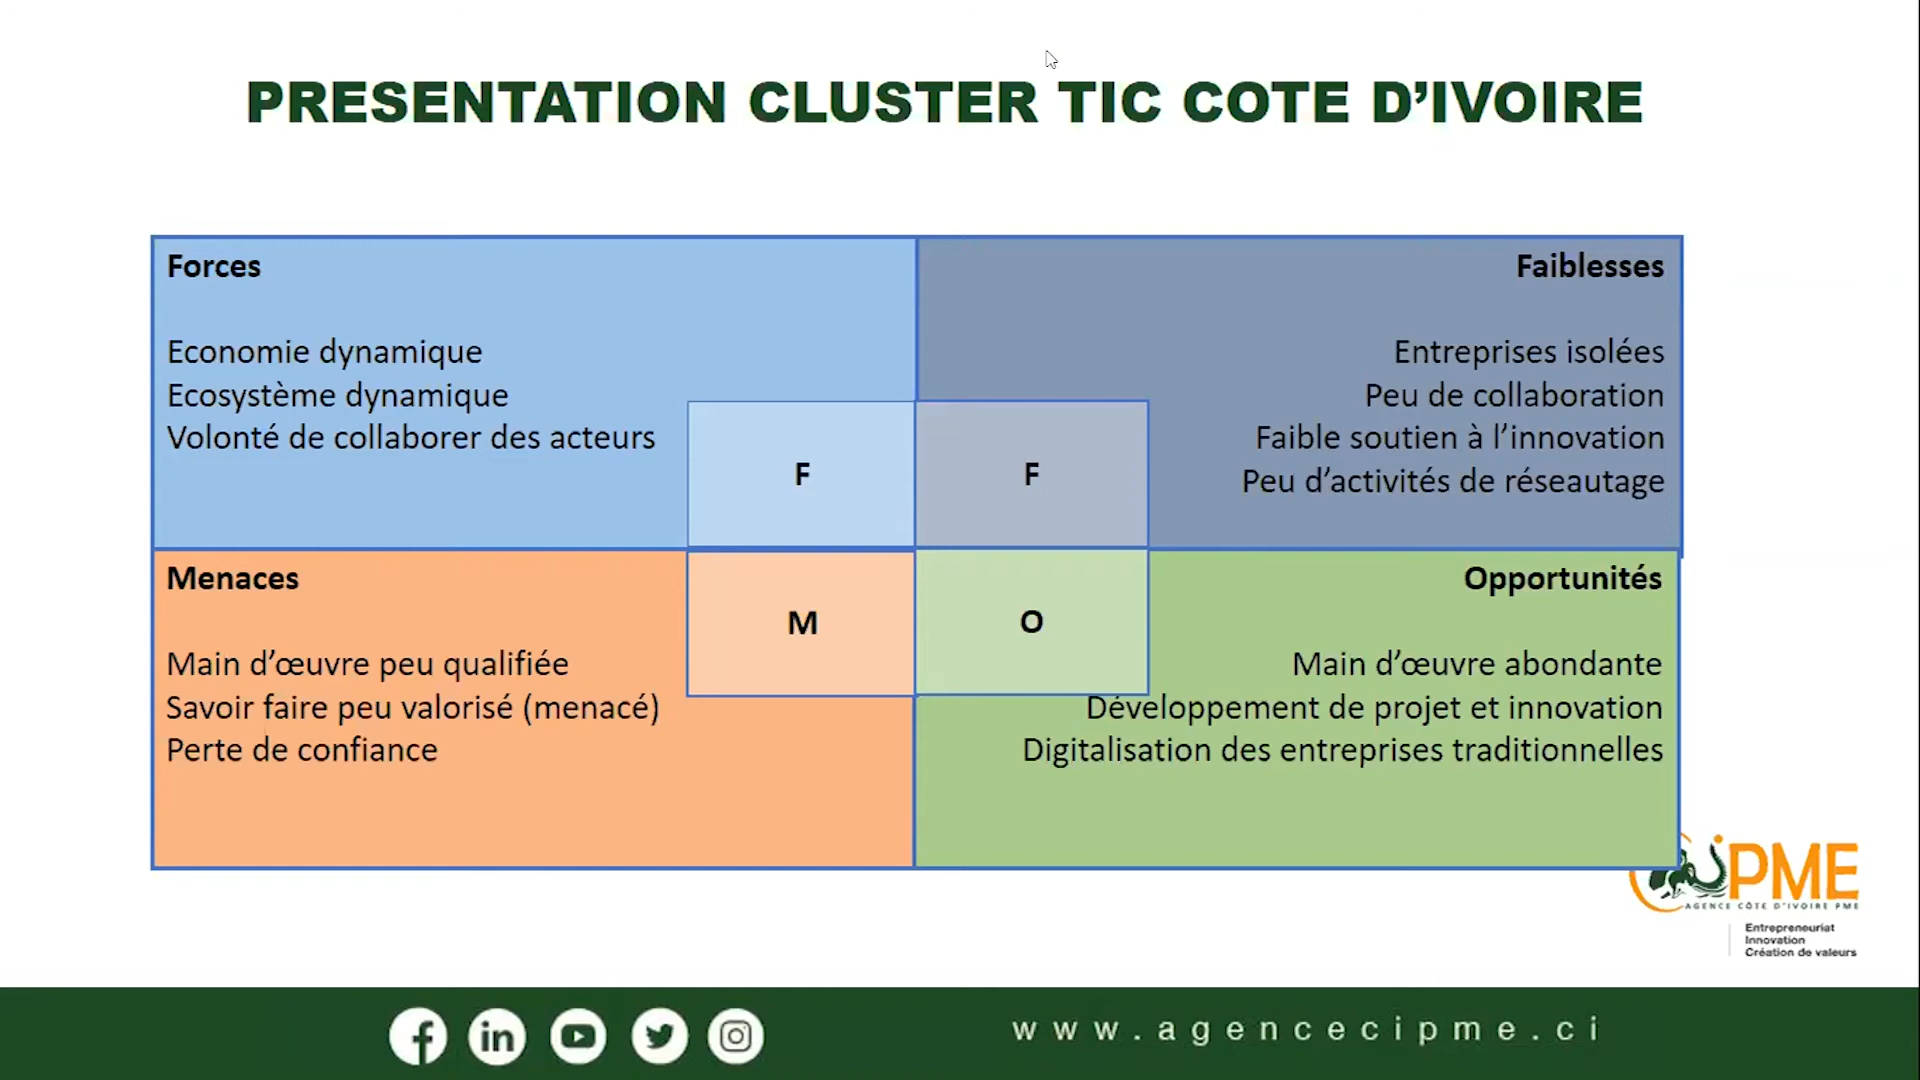 PRESENTATION CLUSTER TIC COTE D’IVOIRE
Forces
Economie dynamique
Ecosystème dynamique
Volonté de collaborer des acteurs
Faiblesses
Entreprises isolées
Peu de collaboration
Faible soutien à l’innovation
Peu d’activités de réseautage
F
F
M
O
Menaces
Main d’œuvre peu qualifiée
Savoir faire peu valorisé (menacé)
Perte de confiance
Opportunités
Main d’œuvre abondante
Développement de projet et innovation
Digitalisation des entreprises traditionnelles
PME
AGENCE CÔTE D'IVOIRE PME
Entrepreneuriat
Innovation
Création de valeurs
www.agencecipme.ci